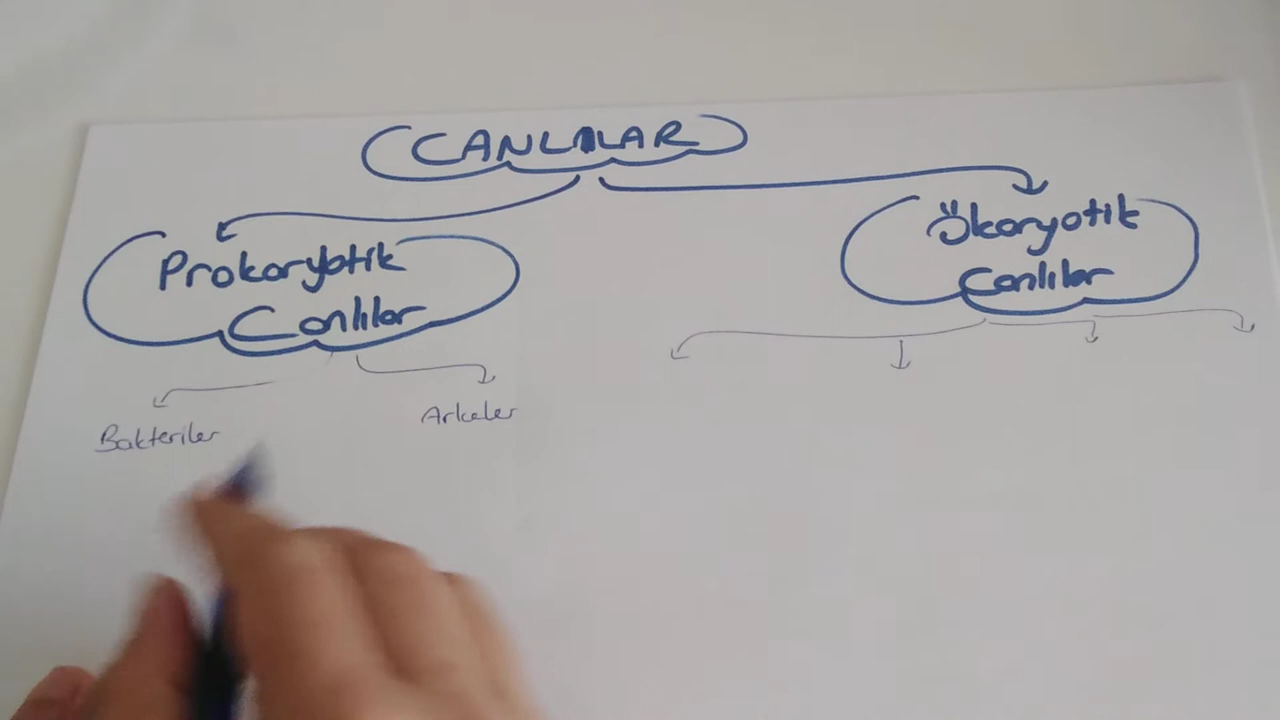 CANLILAR
Prokaryotik
Canlılar
Ökaryotik
Canlılar
Bakteriler
Arkeler